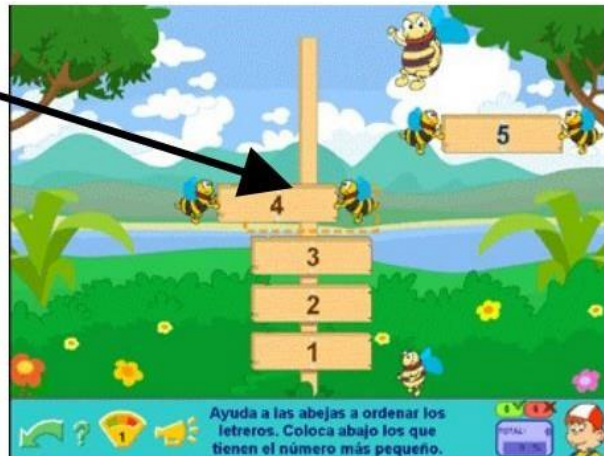 5
4
3
2
1
Ayuda a las abejas a ordenar los
letreros. Coloca abajo los que
tienen el número más pequeño.
?
1
TOTAL: